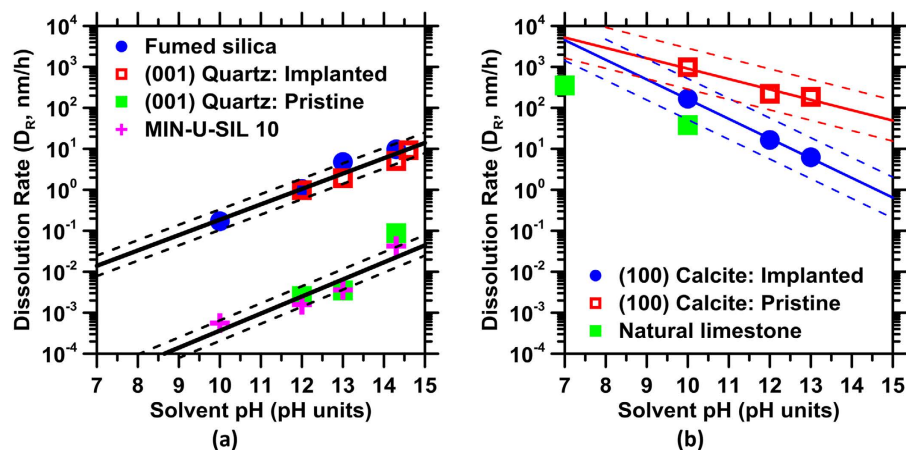 10⁴
10³
10²
10¹
10⁰
10⁻¹
10⁻²
10⁻³
10⁻⁴
Dissolution Rate (D_R, nm/h)
Fumed silica
(001) Quartz: Implanted
(001) Quartz: Pristine
MIN-U-SIL 10
7 8 9 10 11 12 13 14 15
Solvent pH (pH units)
(a)
10⁴
10³
10²
10¹
10⁰
10⁻¹
10⁻²
10⁻³
10⁻⁴
Dissolution Rate (D_R, nm/h)
(100) Calcite: Implanted
(100) Calcite: Pristine
Natural limestone
7 8 9 10 11 12 13 14 15
Solvent pH (pH units)
(b)